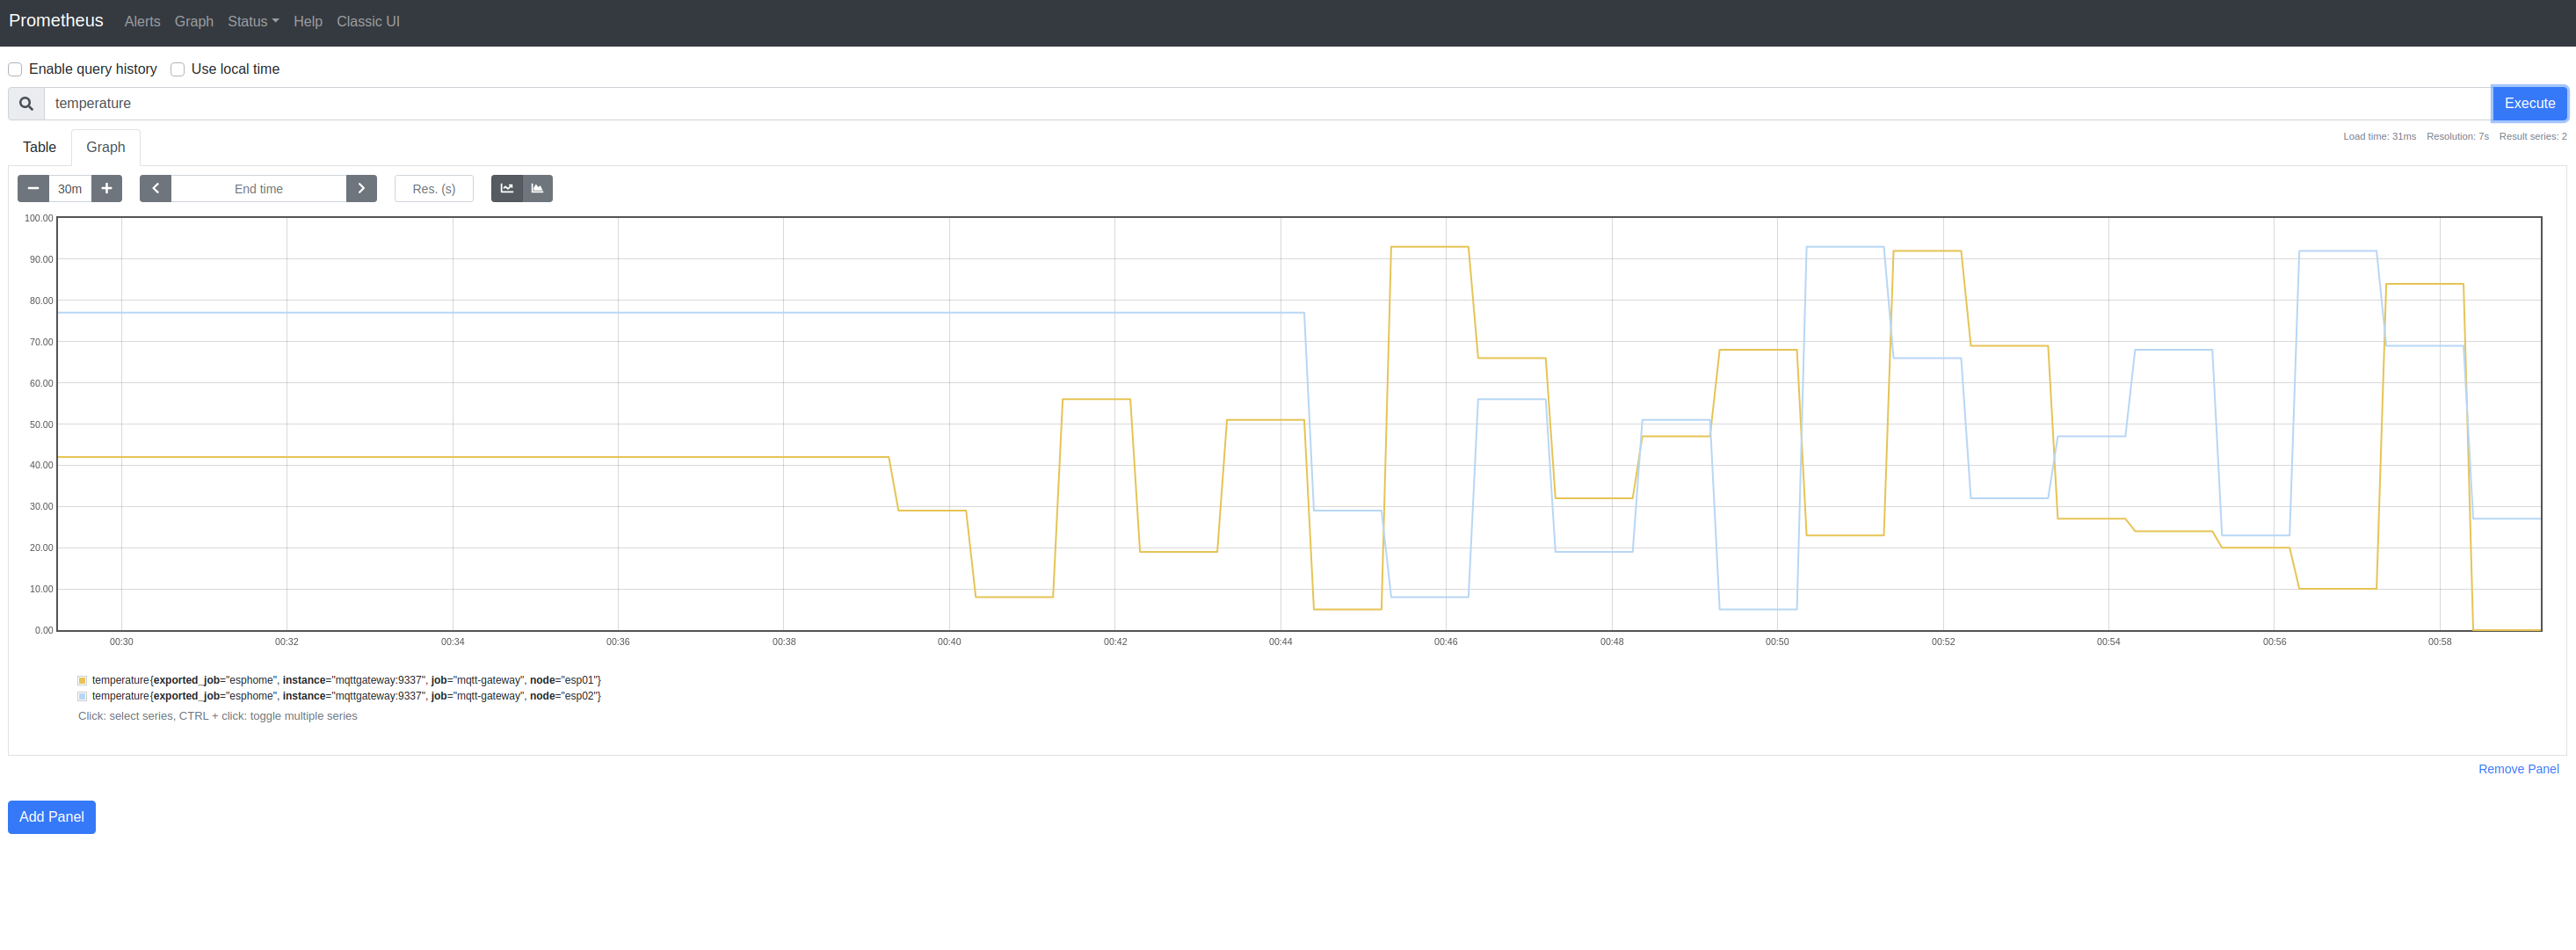 Prometheus Alerts Graph Status Help Classic UI
Enable query history Use local time
temperature Execute
Table Graph Load time: 31ms Resolution: 7s Result series: 2
30m End time Res. (s)
100.00
90.00
80.00
70.00
60.00
50.00
40.00
30.00
20.00
10.00
0.00
00:30 00:32 00:34 00:36 00:38 00:40 00:42 00:44 00:46 00:48 00:50 00:52 00:54 00:56 00:58
temperature{exported_job="esphome", instance="mqttgateway:9337", job="mqtt-gateway", node="esp01"}
temperature{exported_job="esphome", instance="mqttgateway:9337", job="mqtt-gateway", node="esp02"}
Click: select series, CTRL + click: toggle multiple series
Remove Panel
Add Panel